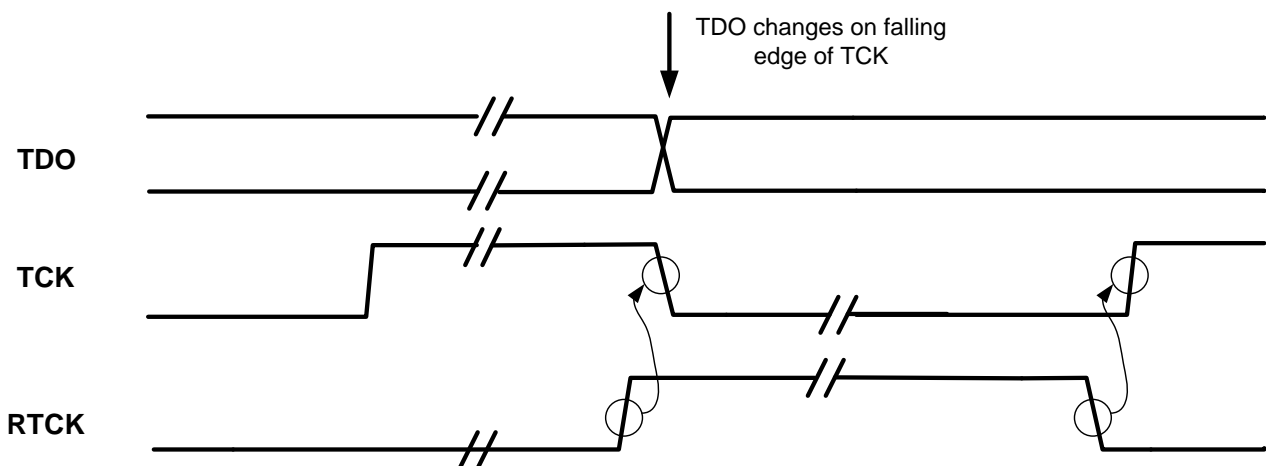 TDO changes on falling
edge of TCK
TDO
TCK
RTCK